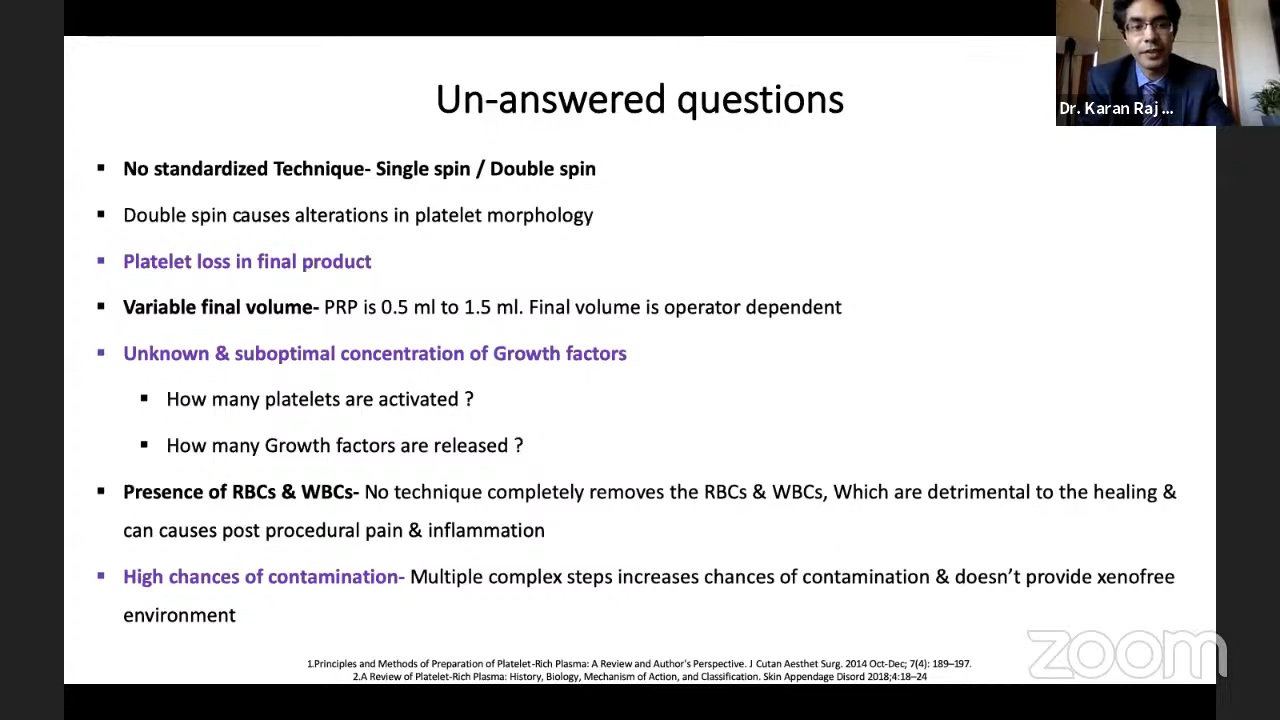 Un-answered questions
Dr. Karan Raj ...
▪ No standardized Technique- Single spin / Double spin
▪ Double spin causes alterations in platelet morphology
▪ Platelet loss in final product
▪ Variable final volume- PRP is 0.5 ml to 1.5 ml. Final volume is operator dependent
▪ Unknown & suboptimal concentration of Growth factors
▪ How many platelets are activated ?
▪ How many Growth factors are released ?
▪ Presence of RBCs & WBCs- No technique completely removes the RBCs & WBCs, Which are detrimental to the healing &
can causes post procedural pain & inflammation
▪ High chances of contamination- Multiple complex steps increases chances of contamination & doesn't provide xenofree
environment
zoom
1.Principles and Methods of Preparation of Platelet-Rich Plasma: A Review and Author's Perspective. J Cutan Aesthet Surg. 2014 Oct-Dec; 7(4): 189–197.
2.A Review of Platelet-Rich Plasma: History, Biology, Mechanism of Action, and Classification. Skin Appendage Disord 2018;4:18–24